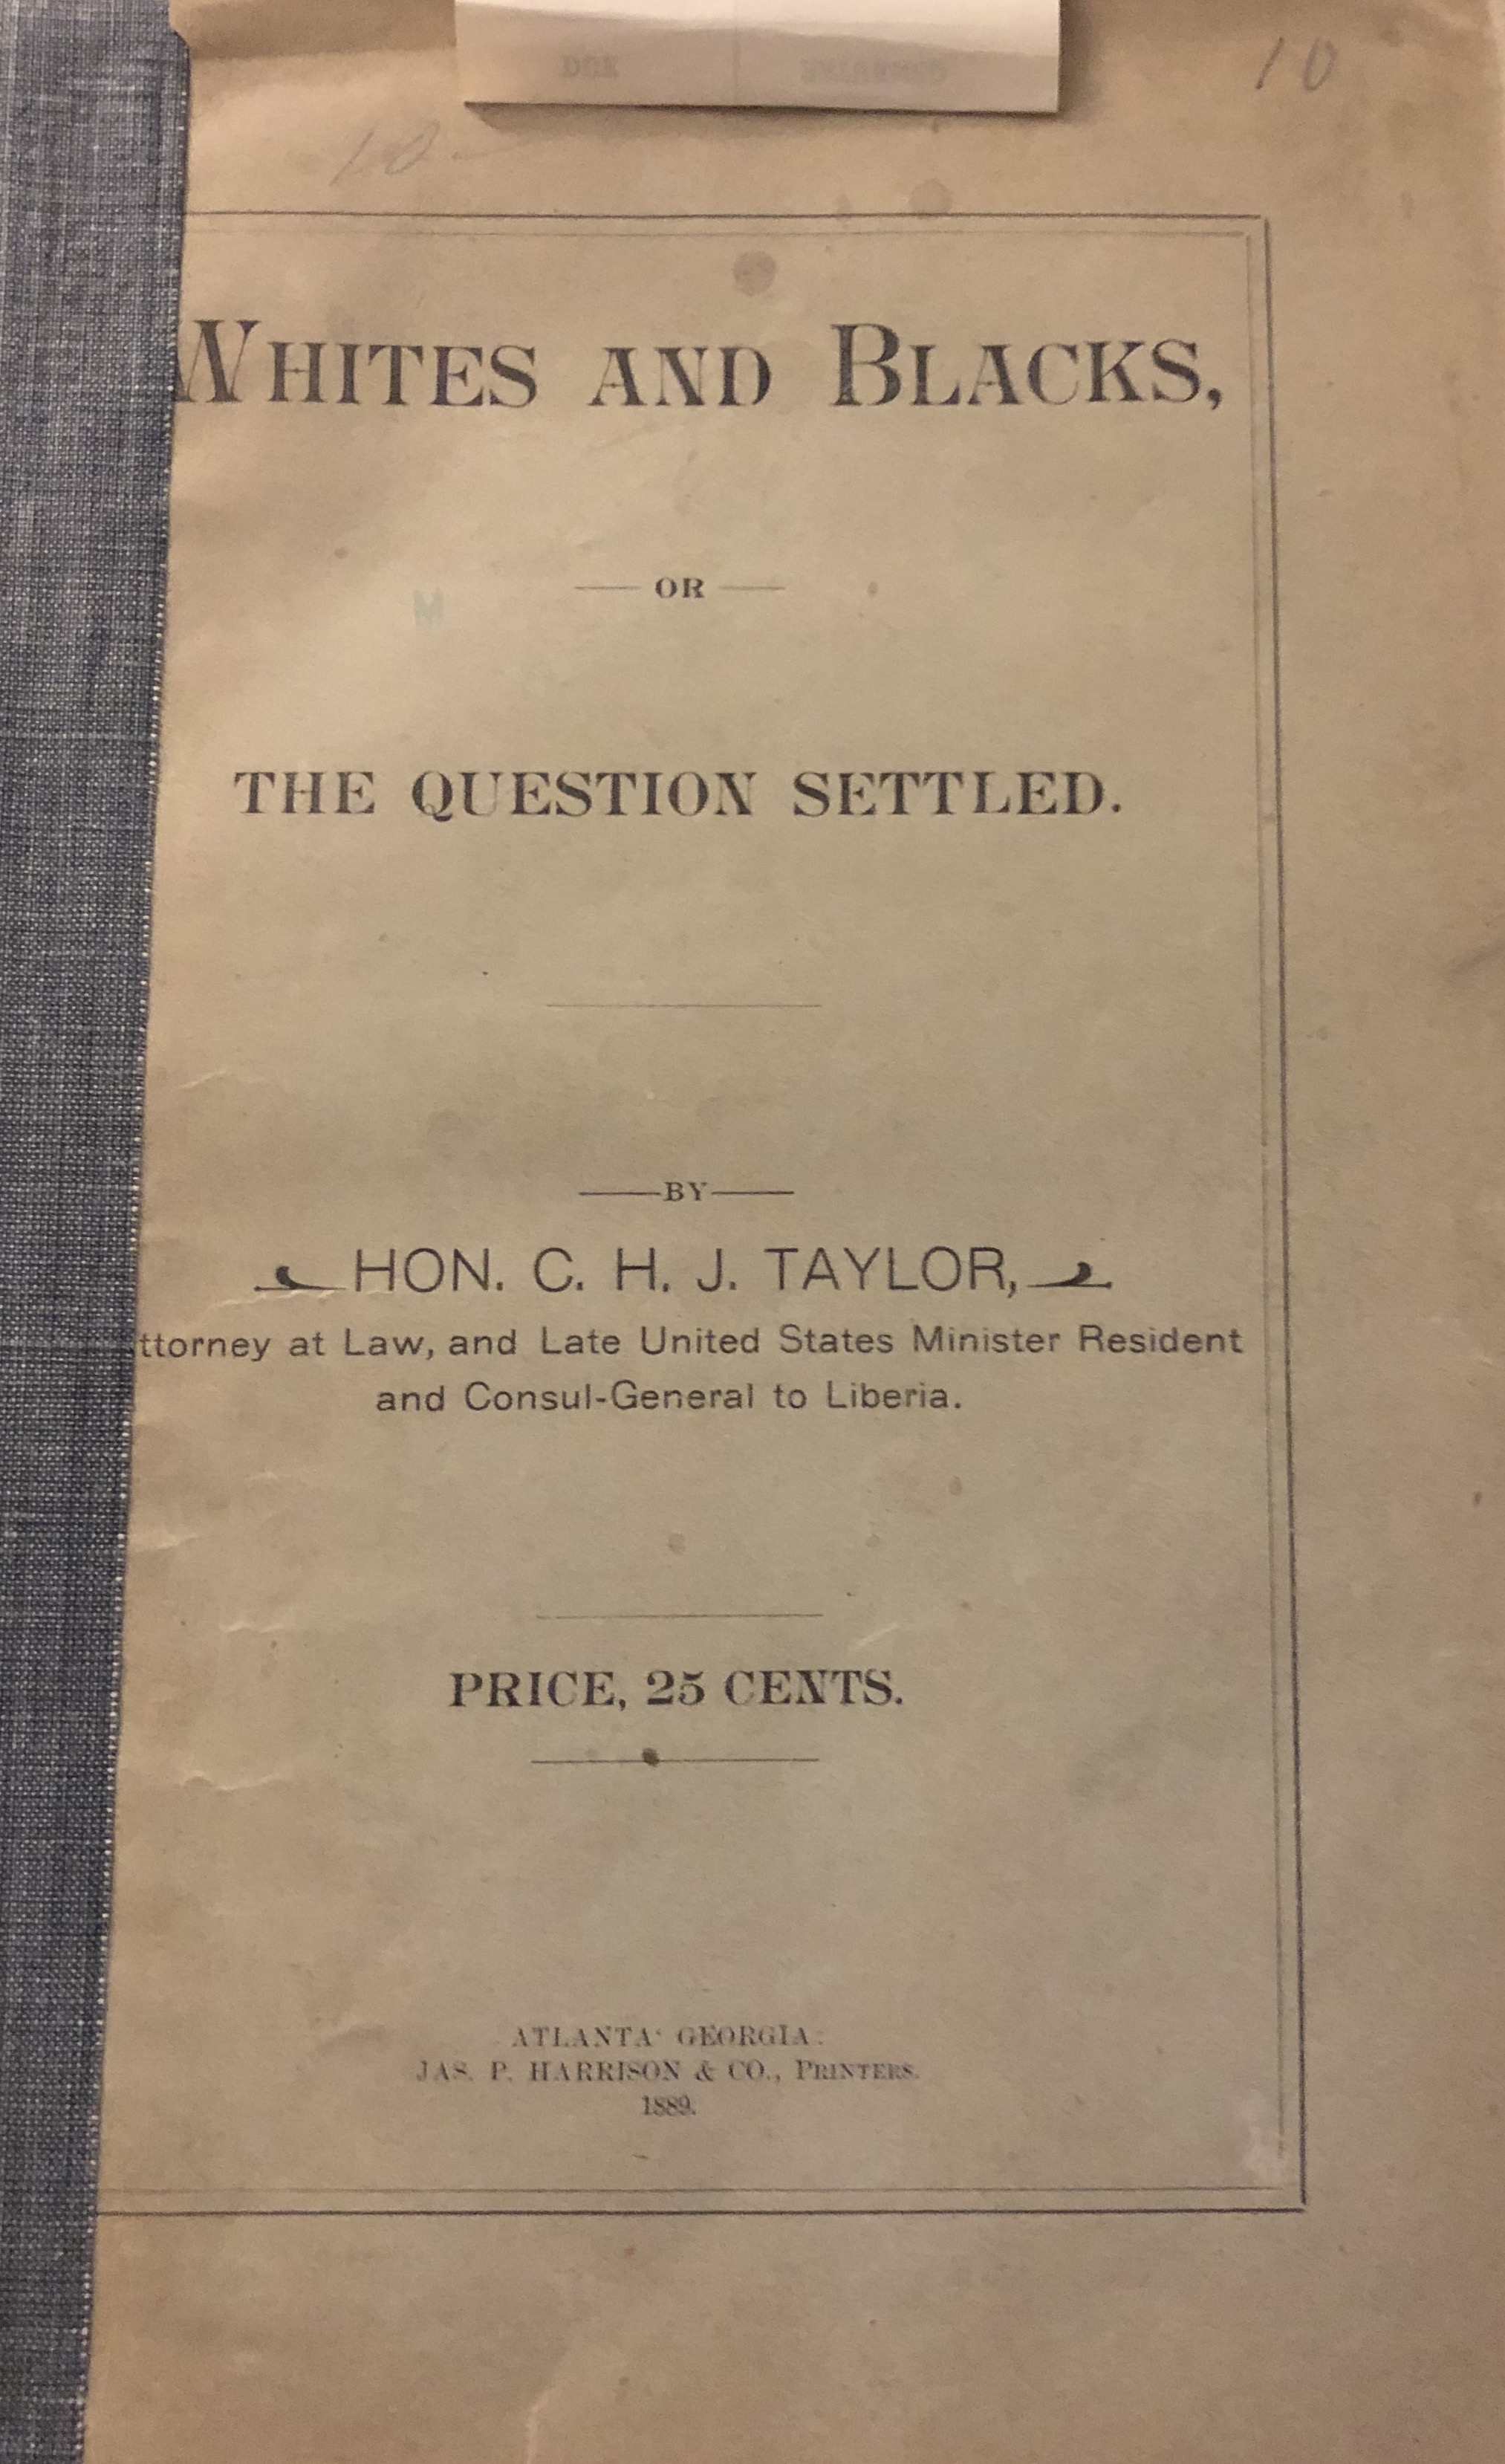 10
10
WHITES AND BLACKS,
— OR —
THE QUESTION SETTLED.
—BY—
HON. C. H. J. TAYLOR,
ttorney at Law, and Late United States Minister Resident
and Consul-General to Liberia.
PRICE, 25 CENTS.
ATLANTA GEORGIA:
JAS. P. HARRISON & CO., PRINTERS.
1889.